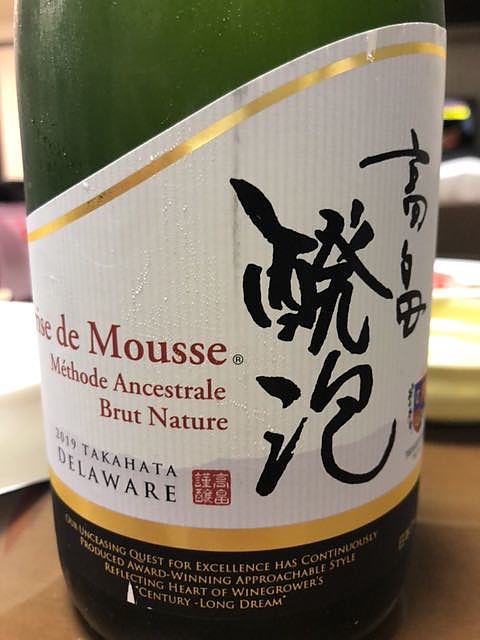 高畠
醗泡
ise de Mousse®
Méthode Ancestrale
Brut Nature
2019 TAKAHATA
DELAWARE
高畠
謹醸
OUR UNCEASING QUEST FOR EXCELLENCE HAS CONTINUOUSLY
PRODUCED AWARD-WINNING APPROACHABLE STYLE
REFLECTING HEART OF WINEGROWER'S
"CENTURY-LONG DREAM"